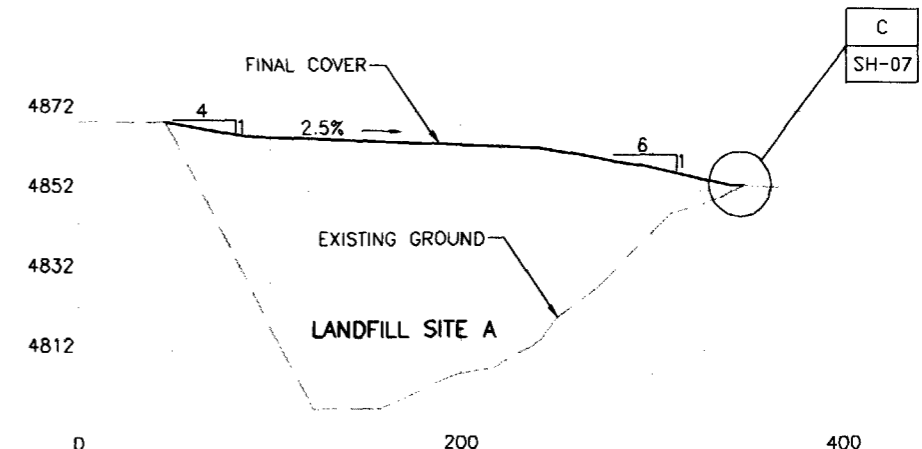 C
SH-07
FINAL COVER
4872
4
1
2.5%
6
1
4852
EXISTING GROUND
4832
LANDFILL SITE A
4812
0
200
400